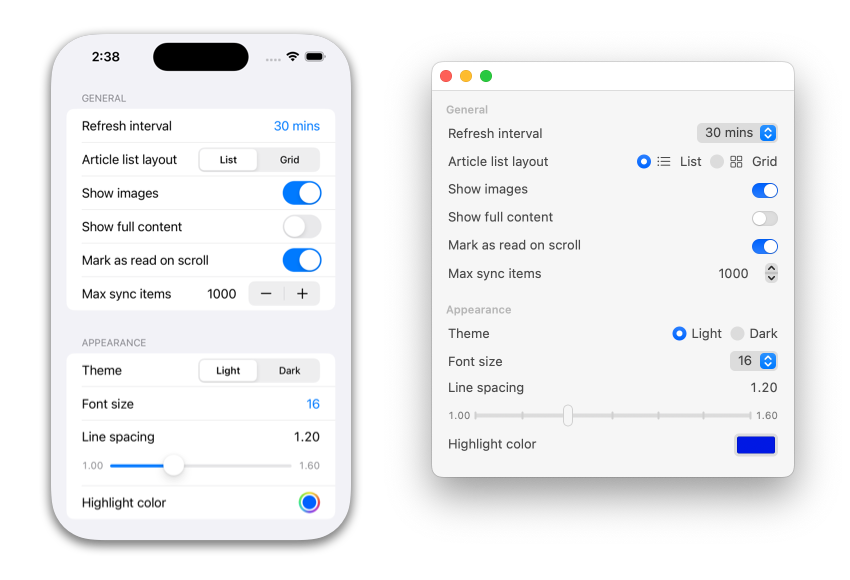 2:38
GENERAL
Refresh interval 30 mins
Article list layout List Grid
Show images
Show full content
Mark as read on scroll
Max sync items 1000 − +
APPEARANCE
Theme Light Dark
Font size 16
Line spacing 1.20
1.00 1.60
Highlight color
General
Refresh interval 30 mins
Article list layout List Grid
Show images
Show full content
Mark as read on scroll
Max sync items 1000
Appearance
Theme Light Dark
Font size 16
Line spacing 1.20
1.00 1.60
Highlight color